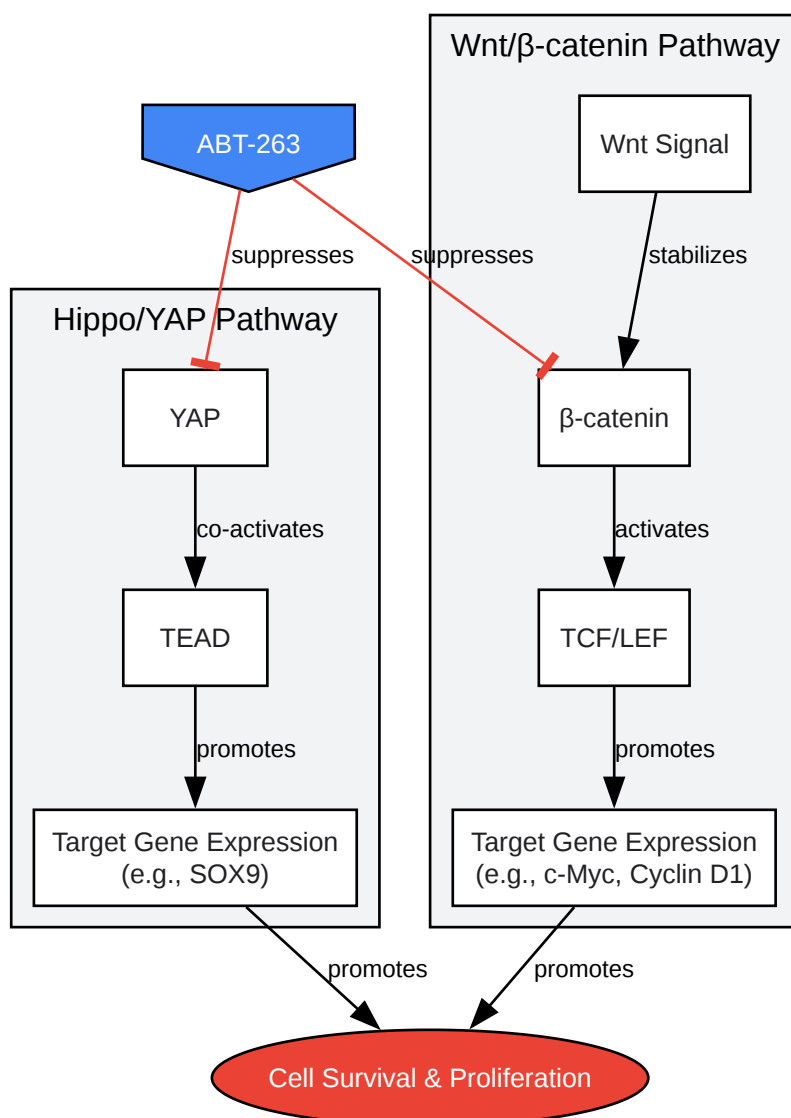 Wnt/β-catenin Pathway
ABT-263
Wnt Signal
suppresses
suppresses
stabilizes
Hippo/YAP Pathway
YAP
β-catenin
co-activates
activates
TEAD
TCF/LEF
promotes
promotes
Target Gene Expression
(e.g., SOX9)
Target Gene Expression
(e.g., c-Myc, Cyclin D1)
promotes
promotes
Cell Survival & Proliferation